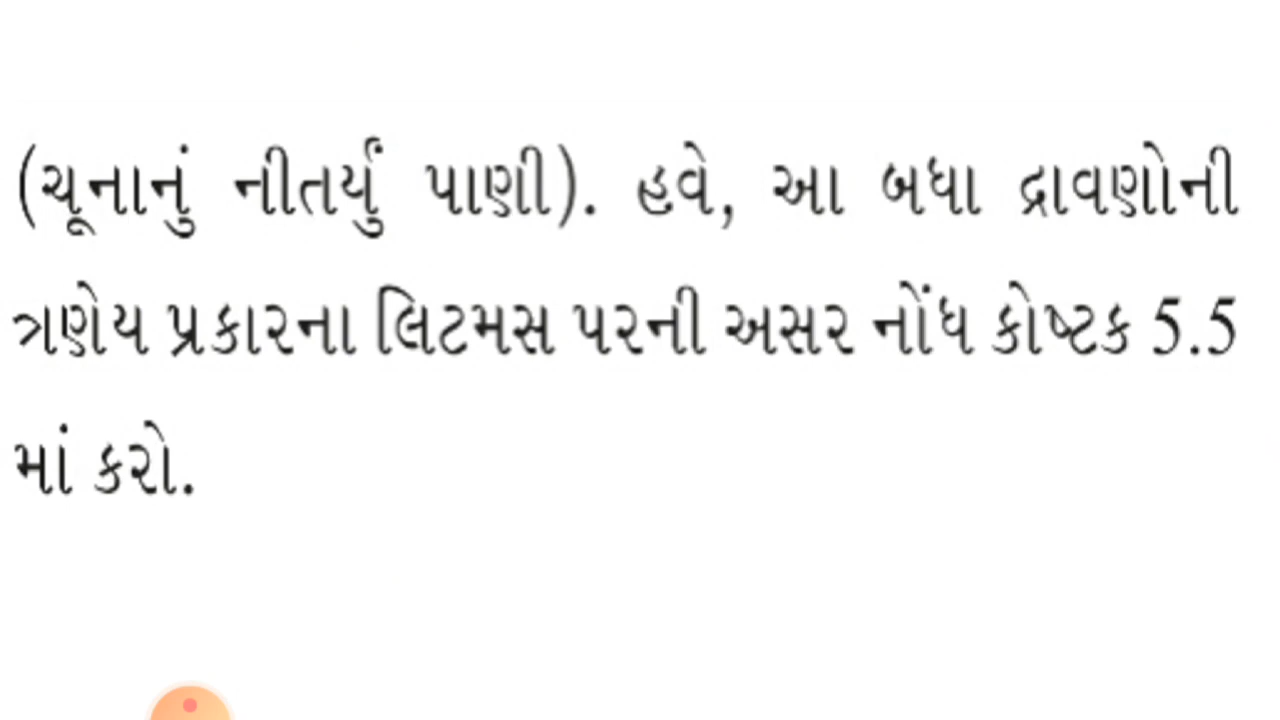 (ચૂનાનું નીતર્યું પાણી). હવે, આ બધા દ્રાવણોની
ત્રણેય પ્રકારના લિટમસ પરની અસર નોંધ કોષ્ટક 5.5
માં કરો.